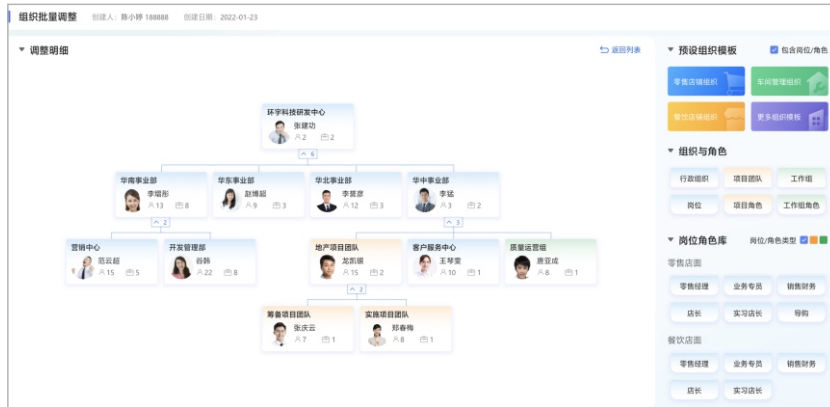 组织批量调整 创建人：陈小婷 188888 创建日期：2022-01-23
调整明细 返回列表
环宇科技研发中心
张建功
2 2
6
华南事业部 华东事业部 华北事业部 华中事业部
李熠彤 赵博超 李晋彦 李猛
13 8 9 3 12 3 3 2
2 3
营销中心 开发管理部 地产项目团队 客户服务中心 质量运营组
范云超 谷韩 龙凯顺 王琴雯 唐亚成
15 5 22 8 15 2 10 1 8 1
2
筹备项目团队 实施项目团队
张庆云 郑春梅
7 1 8 1
预设组织模板 包含岗位/角色
零售店铺组织 车间管理组织
餐饮店铺组织 更多组织模板
组织与角色
行政组织 项目团队 工作组
岗位 项目角色 工作组角色
岗位角色库 岗位/角色类型
零售店面
零售经理 业务专员 销售财务
店长 实习店长 导购
餐饮店面
零售经理 业务专员 销售财务
店长 实习店长